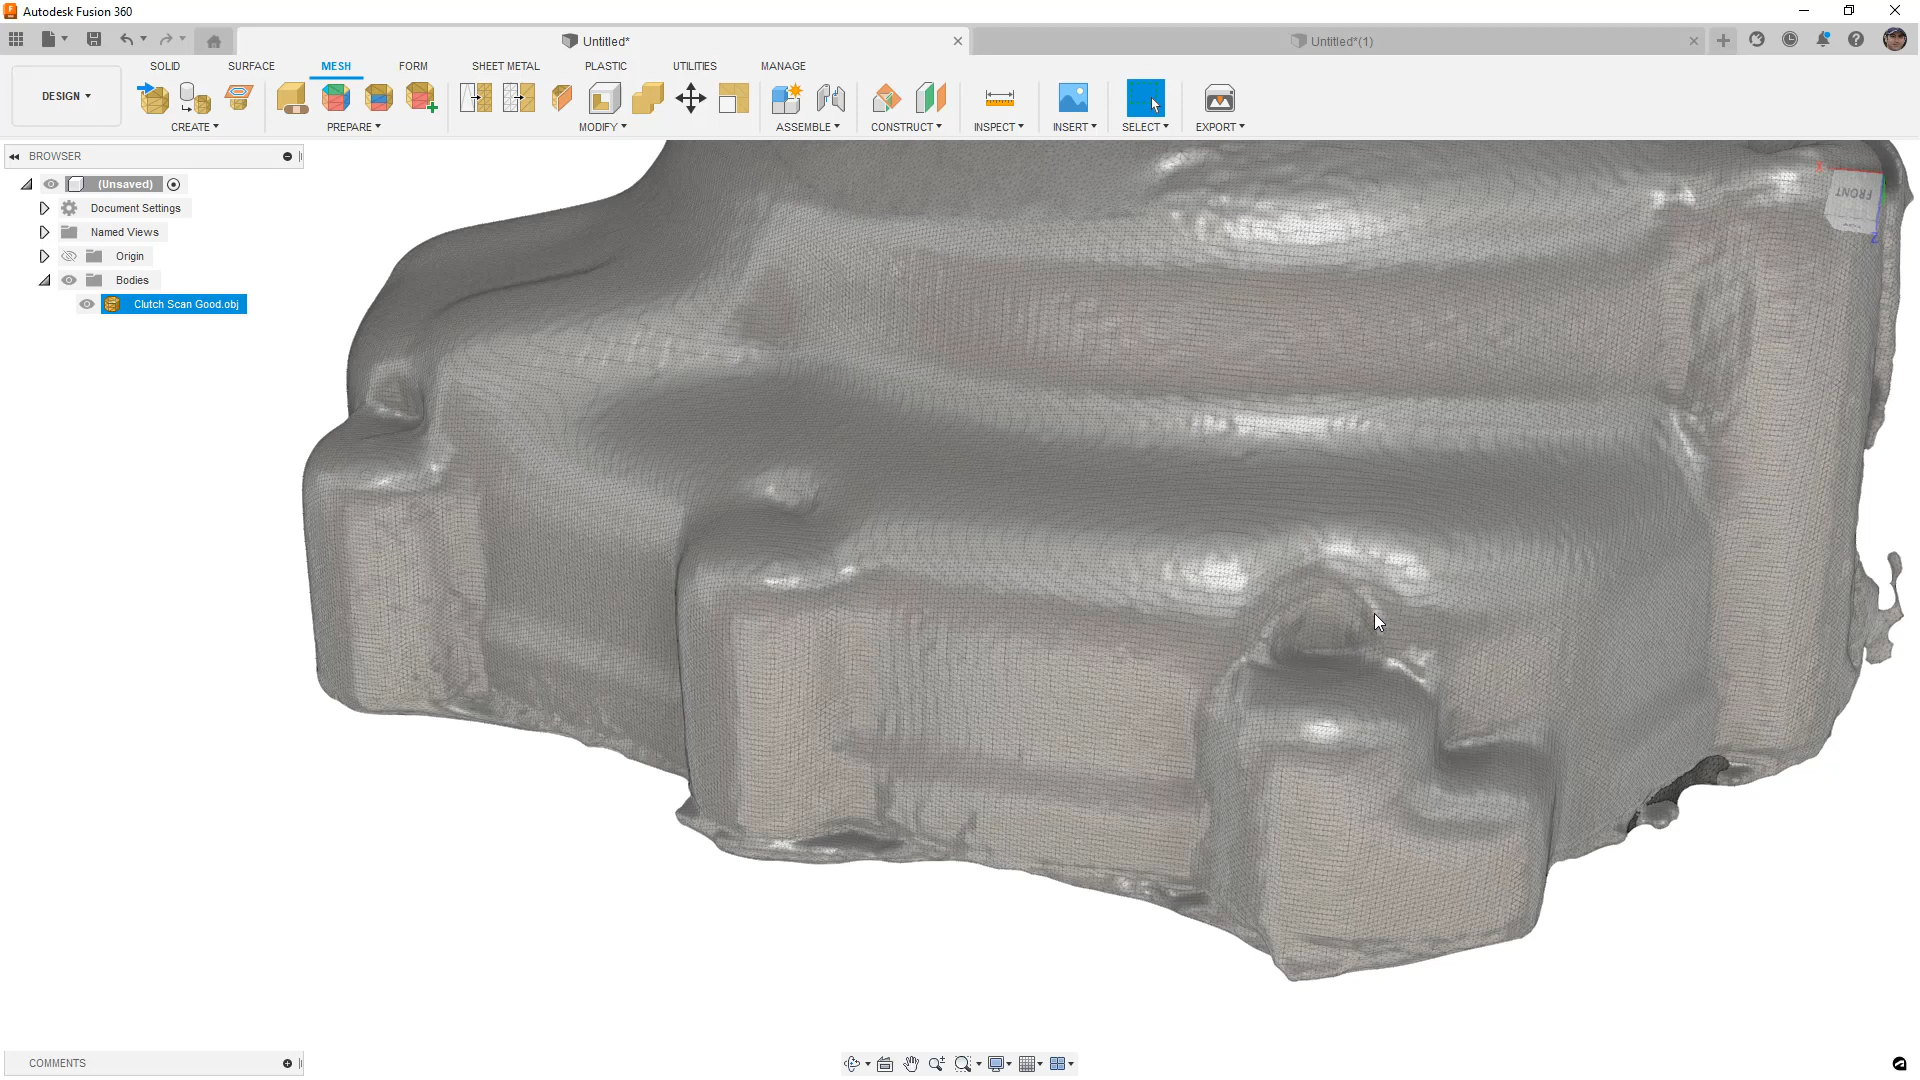 Autodesk Fusion 360
Untitled*
Untitled*(1)
SOLID
SURFACE
MESH
FORM
SHEET METAL
PLASTIC
UTILITIES
MANAGE
DESIGN
CREATE
PREPARE
MODIFY
ASSEMBLE
CONSTRUCT
INSPECT
INSERT
SELECT
EXPORT
BROWSER
(Unsaved)
Document Settings
Named Views
Origin
Bodies
Clutch Scan Good.obj
X
FRONT
Z
COMMENTS